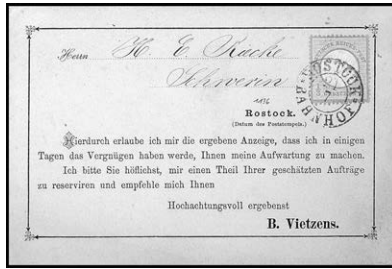 Herrn H. E. Kücke
Schwerin
Rostock.
(Datum des Poststempels.)
ROSTOCK
BAHNHOF
Hierdurch erlaube ich mir die ergebene Anzeige, dass ich in einigen
Tagen das Vergnügen haben werde, Ihnen meine Aufwartung zu machen.
Ich bitte Sie höflichst, mir einen Theil Ihrer geschätzten Aufträge
zu reserviren und empfehle mich Ihnen
Hochachtungsvoll ergebenst
B. Vietzens.